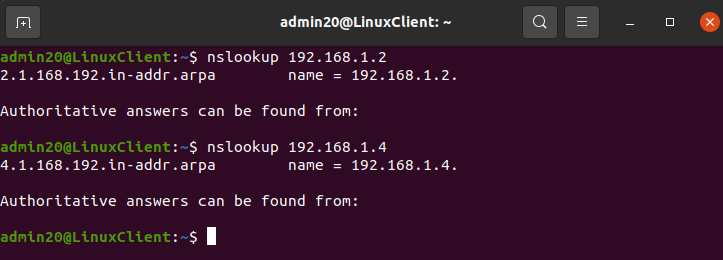 admin20@LinuxClient: ~
admin20@LinuxClient:~$ nslookup 192.168.1.2
2.1.168.192.in-addr.arpa        name = 192.168.1.2.
Authoritative answers can be found from:
admin20@LinuxClient:~$ nslookup 192.168.1.4
4.1.168.192.in-addr.arpa        name = 192.168.1.4.
Authoritative answers can be found from:
admin20@LinuxClient:~$